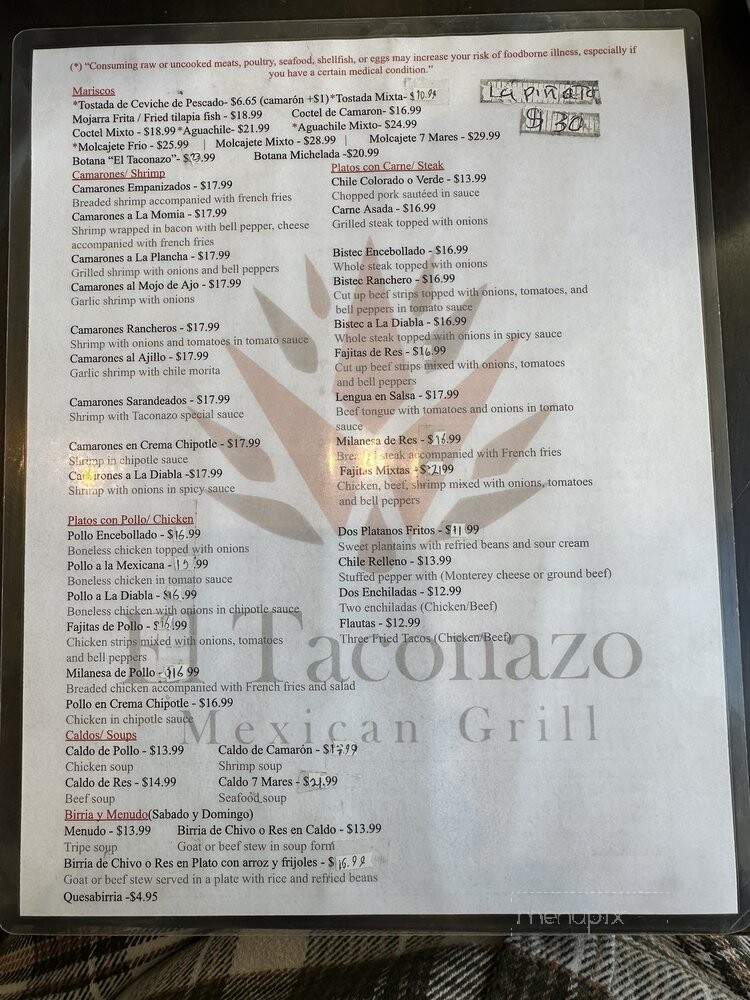 (*) "Consuming raw or uncooked meats, poultry, seafood, shellfish, or eggs may increase your risk of foodborne illness, especially if
you have a certain medical condition."
Mariscos
*Tostada de Ceviche de Pescado- $6.65 (camarón +$1)*Tostada Mixta- $10.99
La piñata
$ 30
Mojarra Frita / Fried tilapia fish - $18.99 Coctel de Camaron- $16.99
Coctel Mixto - $18.99*Aguachile- $21.99 *Aguachile Mixto- $24.99
*Molcajete Frio - $25.99 | Molcajete Mixto - $28.99 | Molcajete 7 Mares - $29.99
Botana "El Taconazo"- $23.99 Botana Michelada -$20.99
Camarones/ Shrimp
Camarones Empanizados - $17.99
Breaded shrimp accompanied with french fries
Camarones a La Momia - $17.99
Shrimp wrapped in bacon with bell pepper, cheese
accompanied with french fries
Camarones a La Plancha - $17.99
Grilled shrimp with onions and bell peppers
Camarones al Mojo de Ajo - $17.99
Garlic shrimp with onions
Camarones Rancheros - $17.99
Shrimp with onions and tomatoes in tomato sauce
Camarones al Ajillo - $17.99
Garlic shrimp with chile morita
Camarones Sarandeados - $17.99
Shrimp with Taconazo special sauce
Camarones en Crema Chipotle - $17.99
Shrimp in chipotle sauce
Camarones a La Diabla -$17.99
Shrimp with onions in spicy sauce
Platos con Pollo/ Chicken
Pollo Encebollado - $16.99
Boneless chicken topped with onions
Pollo a la Mexicana - 15.99
Boneless chicken in tomato sauce
Pollo a La Diabla - $16.99
Boneless chicken with onions in chipotle sauce
Fajitas de Pollo - $16.99
Chicken strips mixed with onions, tomatoes
and bell peppers
Milanesa de Pollo - $16.99
Breaded chicken accompanied with French fries and salad
Pollo en Crema Chipotle - $16.99
Chicken in chipotle sauce
Platos con Carne/ Steak
Chile Colorado o Verde - $13.99
Chopped pork sautéed in sauce
Carne Asada - $16.99
Grilled steak topped with onions
Bistec Encebollado - $16.99
Whole steak topped with onions
Bistec Ranchero - $16.99
Cut up beef strips topped with onions, tomatoes, and
bell peppers in tomato sauce
Bistec a La Diabla - $16.99
Whole steak topped with onions in spicy sauce
Fajitas de Res - $16.99
Cut up beef strips mixed with onions, tomatoes
and bell peppers
Lengua en Salsa - $17.99
Beef tongue with tomatoes and onions in tomato
sauce
Milanesa de Res - $16.99
Breaded steak accompanied with French fries
Fajitas Mixtas -$21.99
Chicken, beef, shrimp mixed with onions, tomatoes
and bell peppers
Dos Platanos Fritos - $11.99
Sweet plantains with refried beans and sour cream
Chile Relleno - $13.99
Stuffed pepper with (Monterey cheese or ground beef)
Dos Enchiladas - $12.99
Two enchiladas (Chicken/Beef)
Flautas - $12.99
Three Fried Tacos (Chicken/Beef)
El Taconazo
Mexican Grill
Caldos/ Soups
Caldo de Pollo - $13.99 Caldo de Camarón - $17.99
Chicken soup Shrimp soup
Caldo de Res - $14.99 Caldo 7 Mares - $21.99
Beef soup Seafood soup
Birria y Menudo(Sabado y Domingo)
Menudo - $13.99 Birria de Chivo o Res en Caldo - $13.99
Tripe soup Goat or beef stew in soup form
Birria de Chivo o Res en Plato con arroz y frijoles - $16.99
Goat or beef stew served in a plate with rice and refried beans
Quesabirria -$4.95
menupix